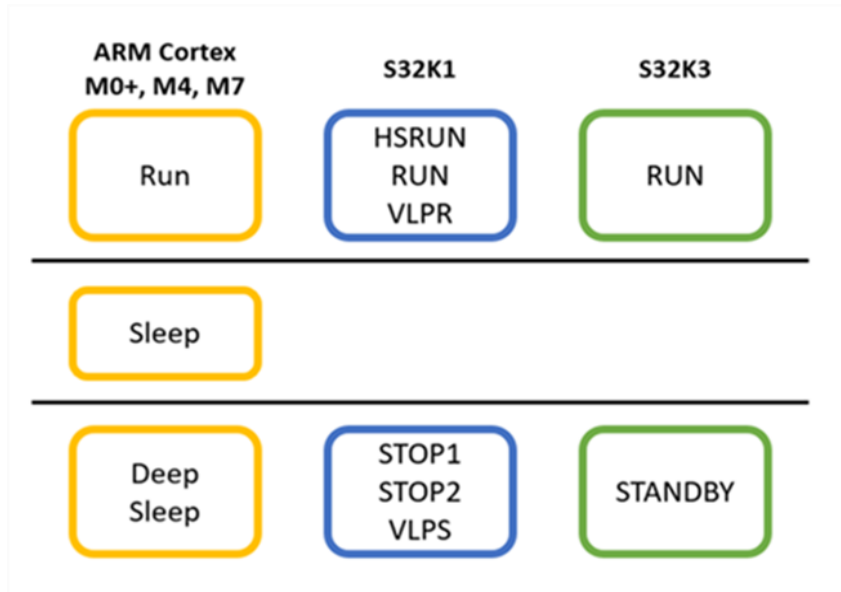 ARM Cortex
M0+, M4, M7
S32K1
S32K3
Run
HSRUN
RUN
VLPR
RUN
Sleep
Deep
Sleep
STOP1
STOP2
VLPS
STANDBY